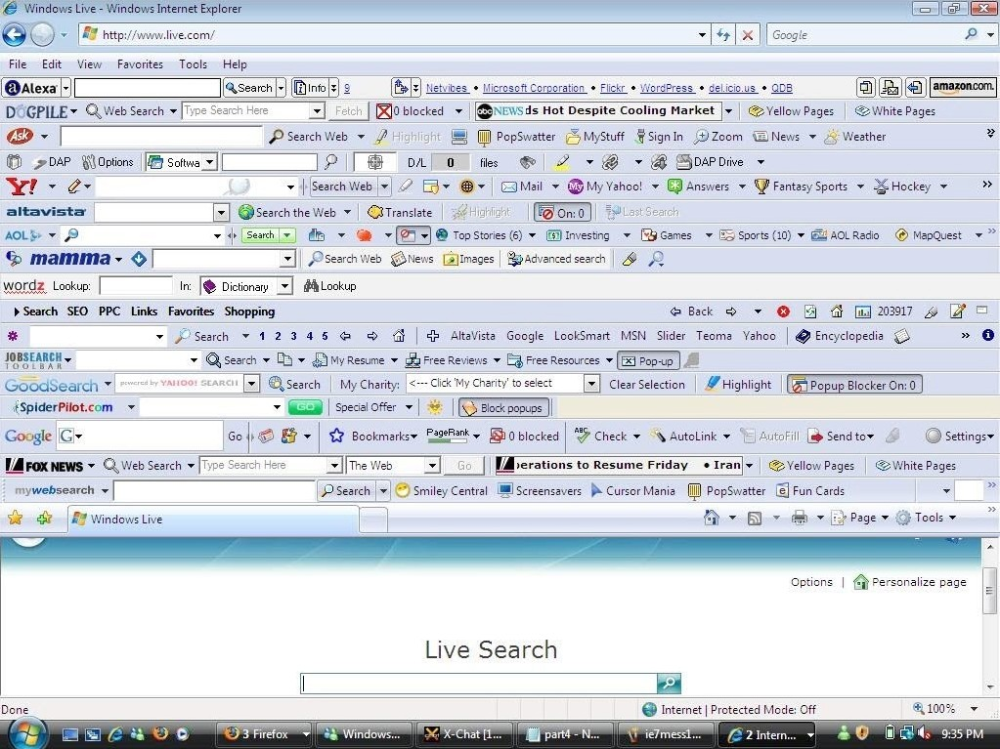 Windows Live - Windows Internet Explorer
http://www.live.com/ Google
File Edit View Favorites Tools Help
a Alexa Search Info 9 Netvibes • Microsoft Corporation • Flickr • WordPress • del.icio.us • QDB amazon.com
DOGPILE Web Search Type Search Here Fetch 0 blocked abc NEWS ds Hot Despite Cooling Market Yellow Pages White Pages
Ask Search Web Highlight PopSwatter MyStuff Sign In Zoom News Weather »
DAP Options Softwa D/L 0 files DAP Drive
Y! Search Web Mail My My Yahoo! Answers Fantasy Sports Hockey »
altavista Search the Web Translate Highlight On: 0 Last Search
AOL Search Top Stories (6) Investing Games Sports (10) AOL Radio MapQuest »
mamma Search Web News Images Advanced search
wordz Lookup: In: Dictionary Lookup
Search SEO PPC Links Favorites Shopping Back 203917
Search 1 2 3 4 5 AltaVista Google LookSmart MSN Slider Teoma Yahoo Encyclopedia »
JOBSEARCH TOOLBAR Search My Resume Free Reviews Free Resources Pop-up
GoodSearch powered by YAHOO! SEARCH Search My Charity: <--- Click 'My Charity' to select Clear Selection Highlight Popup Blocker On: 0
SpiderPilot.com GO Special Offer Block popups
Google G Go PageRank Bookmarks 0 blocked ABC Check AutoLink AutoFill Send to Settings
FOX NEWS Web Search Type Search Here The Web Go perations to Resume Friday • Iran Yellow Pages White Pages
mywebsearch Search Smiley Central Screensavers Cursor Mania PopSwatter Fun Cards »
Windows Live Page Tools »
Options | Personalize page
Live Search
Done Internet | Protected Mode: Off 100%
3 Firefox Windows... X-Chat [1... part4 - N... ie7mess1... 2 Intern... 9:35 PM